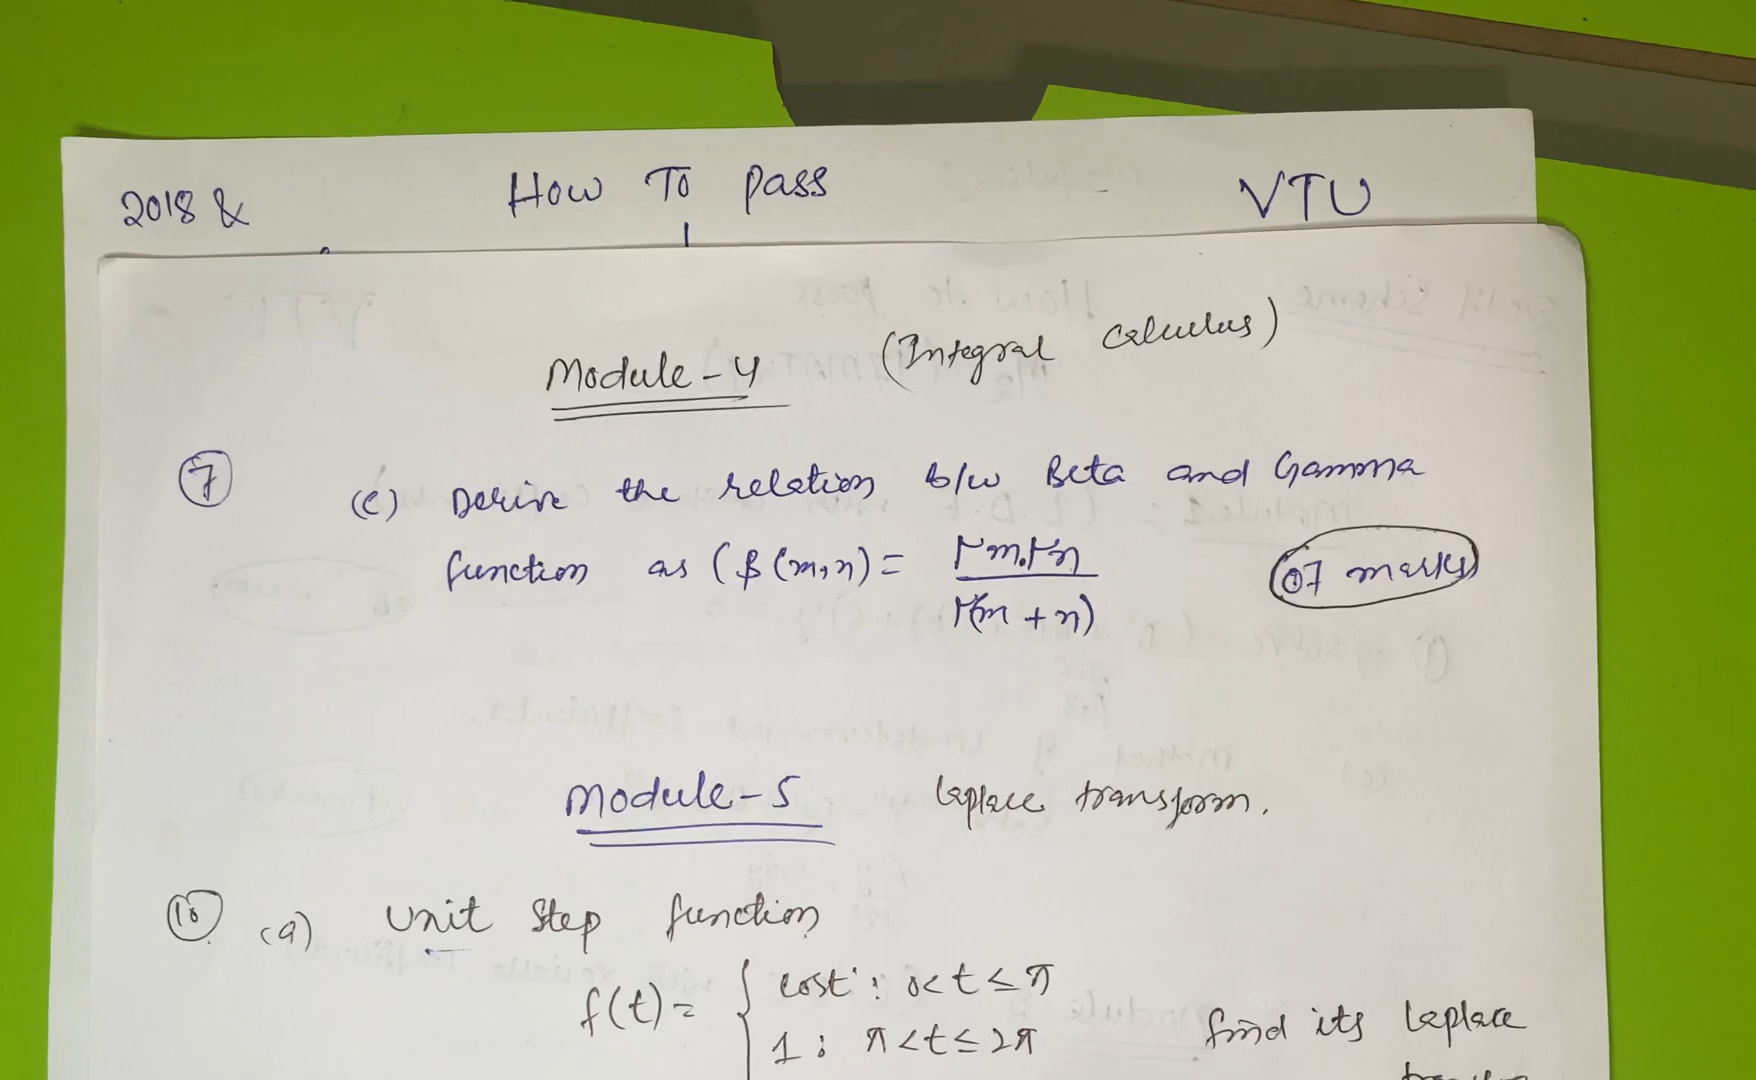 2018 & How To pass VTU
Module-4 (Integral calculus)
7 (c) Derive the relation b/w Beta and Gamma
function as (β(m,n) = Γm.Γn / Γ(m+n) 07 marks
Module-5 Laplace transform.
10 (a) Unit Step function
f(t) = { cost : 0<t≤π
1 : π<t≤2π find its Laplace